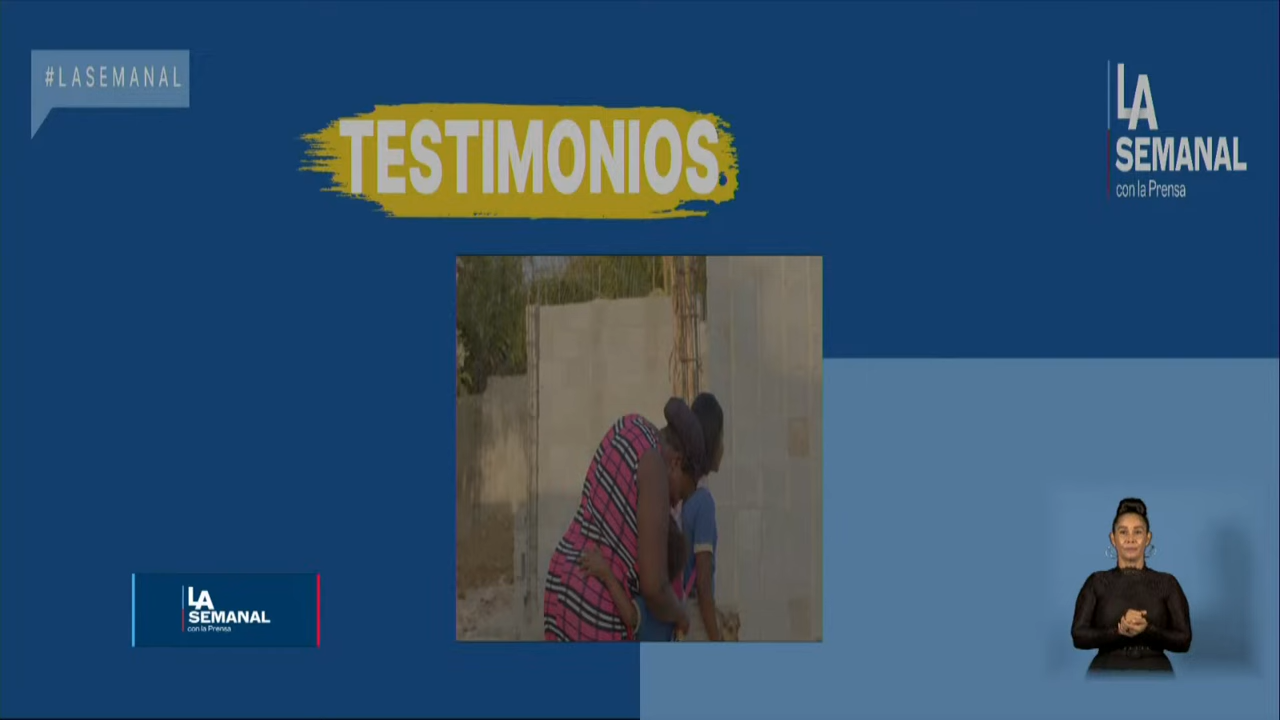 #LASEMANAL
LA
SEMANAL
con la Prensa
TESTIMONIOS
LA
SEMANAL
con la Prensa